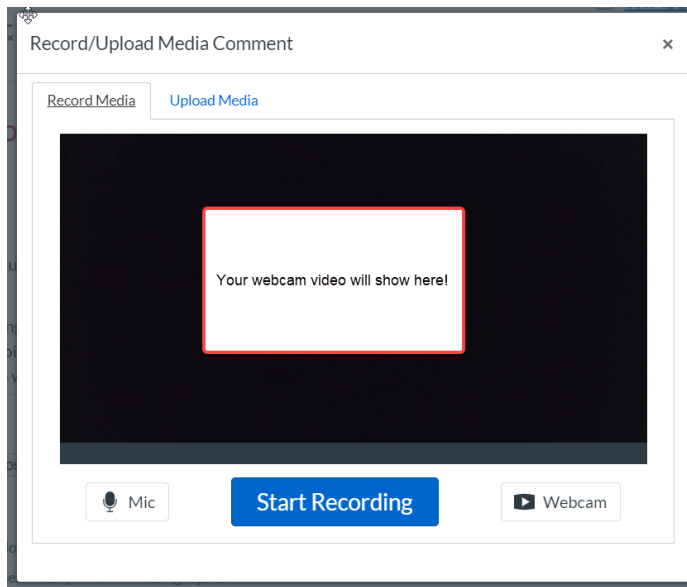 Record/Upload Media Comment
×
Record Media
Upload Media
Your webcam video will show here!
Mic
Start Recording
Webcam